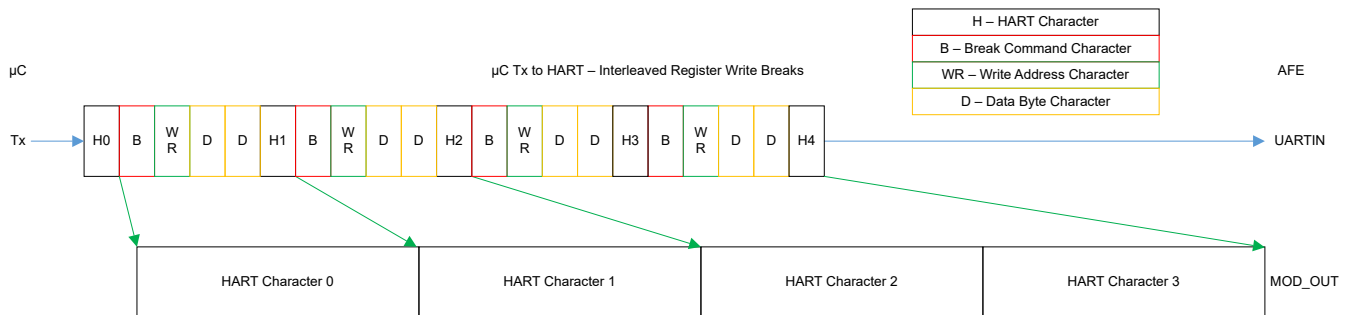 H – HART Character
B – Break Command Character
WR – Write Address Character
D – Data Byte Character
µC
µC Tx to HART – Interleaved Register Write Breaks
AFE
Tx
H0
B
W
R
D
D
H1
B
W
R
D
D
H2
B
W
R
D
D
H3
B
W
R
D
D
H4
UARTIN
HART Character 0
HART Character 1
HART Character 2
HART Character 3
MOD_OUT